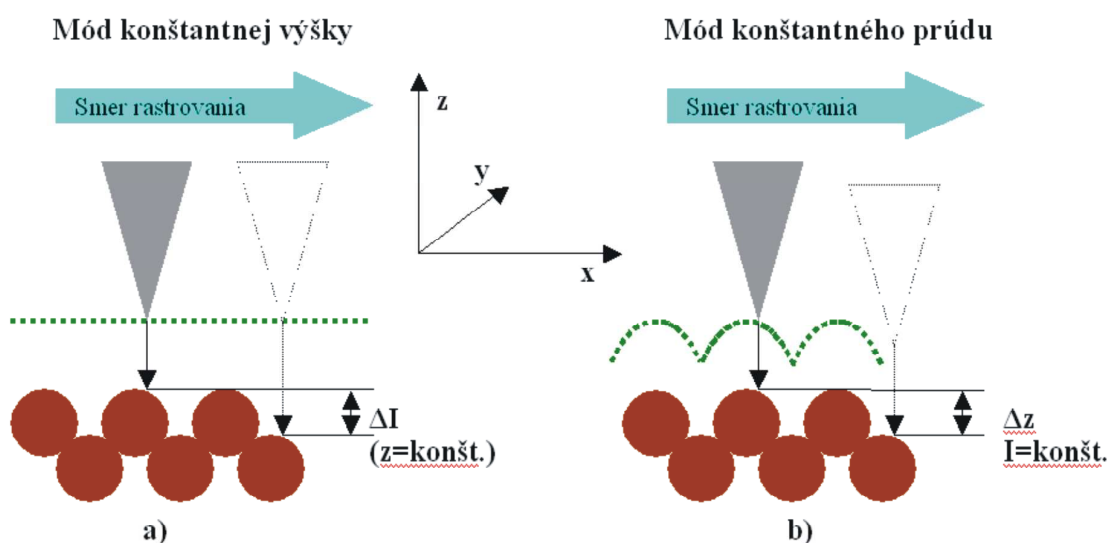 Mód konštantnej výšky
Smer rastrovania
ΔI
(z=konšt.)
a)
z
y
x
Mód konštantného prúdu
Smer rastrovania
Δz
I=konšt.
b)